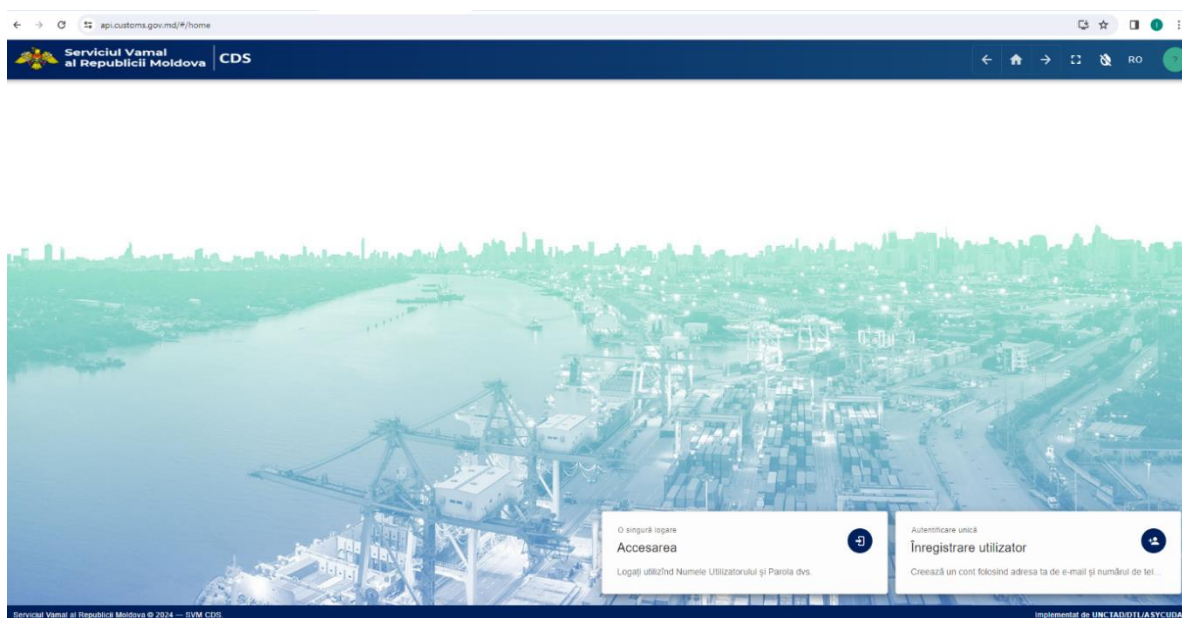 api.customs.gov.md/#/home
Serviciul Vamal
al Republicii Moldova
CDS
RO
?
O singură logare
Accesarea
Logați utilizînd Numele Utilizatorului și Parola dvs.
Autentificare unică
Înregistrare utilizator
Creează un cont folosind adresa ta de e-mail și numărul de tel...
Serviciul Vamal al Republicii Moldova © 2024 — SVM CDS
Implementat de UNCTAD/DTL/ASYCUDA